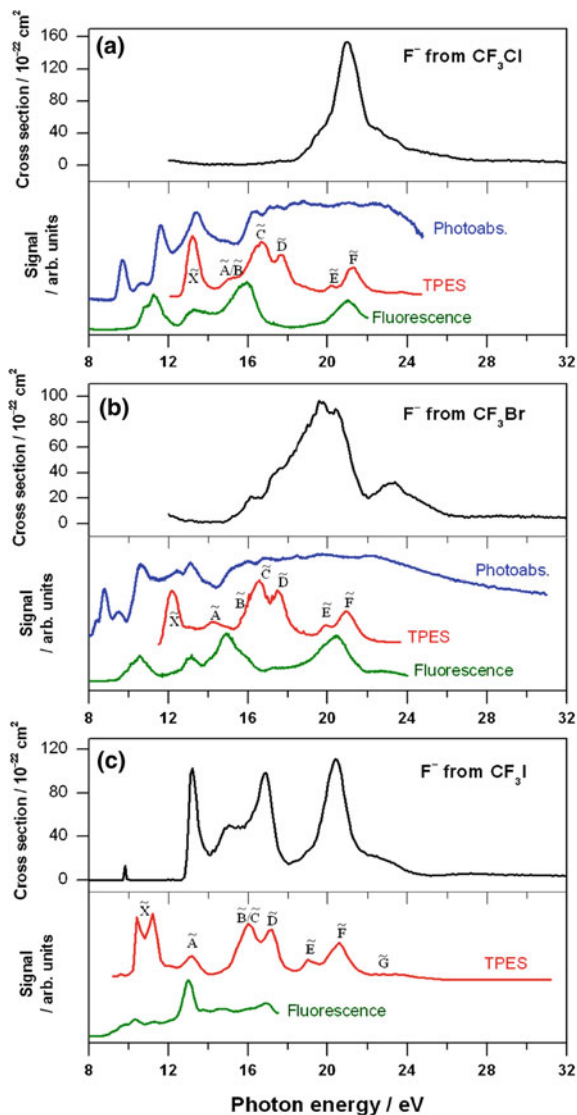 (a)
F⁻ from CF₃Cl
Cross section / 10⁻²² cm²
160
120
80
40
0
Signal / arb. units
Photoabs.
TPES
Fluorescence
X̃
Ã/B̃
C̃
D̃
Ẽ
F̃
8 12 16 20 24 28 32
(b)
F⁻ from CF₃Br
Cross section / 10⁻²² cm²
100
80
60
40
20
0
Signal / arb. units
Photoabs.
TPES
Fluorescence
X̃
Ã
B̃
C̃
D̃
Ẽ
F̃
8 12 16 20 24 28 32
(c)
F⁻ from CF₃I
Cross section / 10⁻²² cm²
120
80
40
0
Signal / arb. units
TPES
Fluorescence
X̃
Ã
B̃/C̃
D̃
Ẽ
F̃
G̃
8 12 16 20 24 28 32
Photon energy / eV